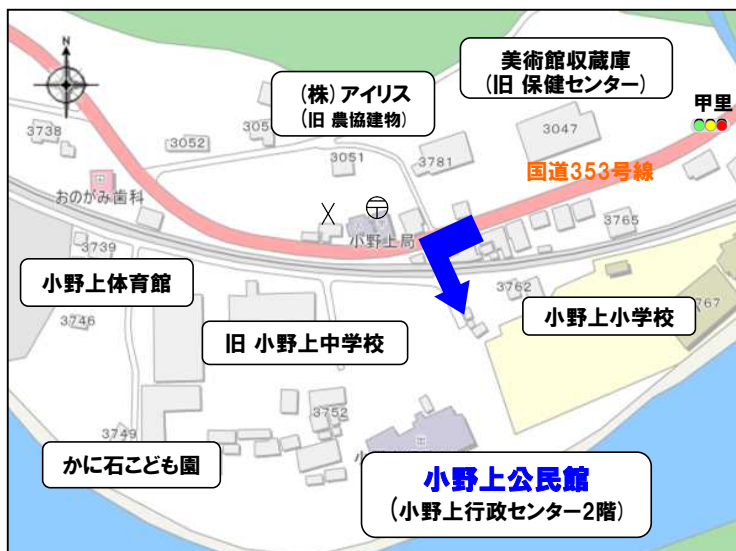 N
美術館収蔵庫
(旧 保健センター)
(株)アイリス
(旧 農協建物)
甲里
3738
3052
305
3051
3781
3047
国道353号線
おのがみ歯科
小野上局
3765
3739
小野上体育館
3762
3746
旧 小野上中学校
小野上小学校
3767
3752
3749
かに石こども園
小
小野上公民館
(小野上行政センター2階)